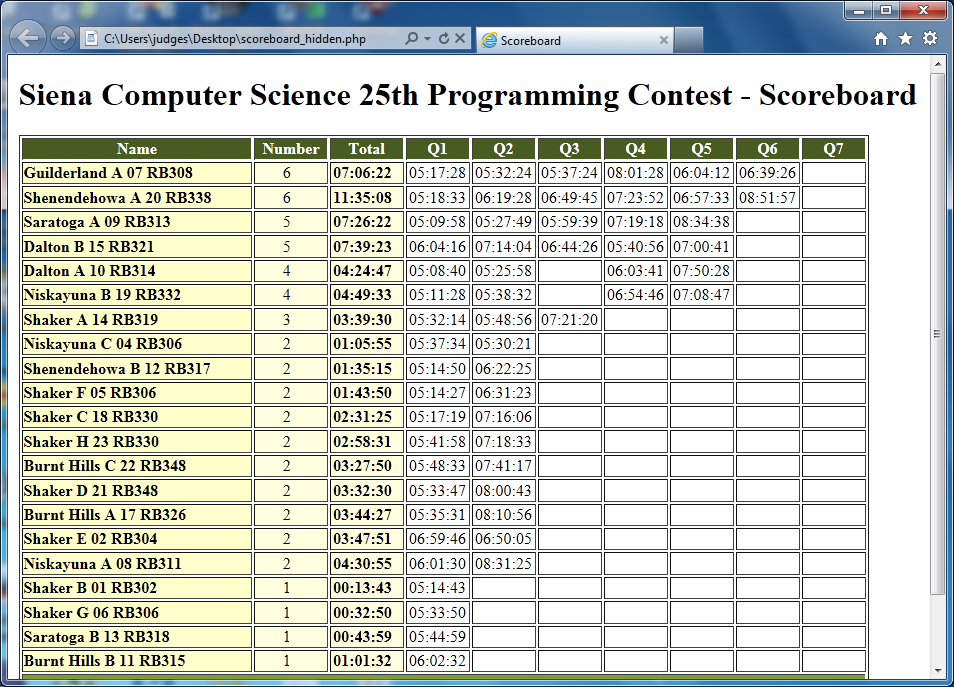 C:\Users\judges\Desktop\scoreboard_hidden.php Scoreboard
Siena Computer Science 25th Programming Contest - Scoreboard
Name Number Total Q1 Q2 Q3 Q4 Q5 Q6 Q7
Guilderland A 07 RB308 6 07:06:22 05:17:28 05:32:24 05:37:24 08:01:28 06:04:12 06:39:26
Shenendehowa A 20 RB338 6 11:35:08 05:18:33 06:19:28 06:49:45 07:23:52 06:57:33 08:51:57
Saratoga A 09 RB313 5 07:26:22 05:09:58 05:27:49 05:59:39 07:19:18 08:34:38
Dalton B 15 RB321 5 07:39:23 06:04:16 07:14:04 06:44:26 05:40:56 07:00:41
Dalton A 10 RB314 4 04:24:47 05:08:40 05:25:58 06:03:41 07:50:28
Niskayuna B 19 RB332 4 04:49:33 05:11:28 05:38:32 06:54:46 07:08:47
Shaker A 14 RB319 3 03:39:30 05:32:14 05:48:56 07:21:20
Niskayuna C 04 RB306 2 01:05:55 05:37:34 05:30:21
Shenendehowa B 12 RB317 2 01:35:15 05:14:50 06:22:25
Shaker F 05 RB306 2 01:43:50 05:14:27 06:31:23
Shaker C 18 RB330 2 02:31:25 05:17:19 07:16:06
Shaker H 23 RB330 2 02:58:31 05:41:58 07:18:33
Burnt Hills C 22 RB348 2 03:27:50 05:48:33 07:41:17
Shaker D 21 RB348 2 03:32:30 05:33:47 08:00:43
Burnt Hills A 17 RB326 2 03:44:27 05:35:31 08:10:56
Shaker E 02 RB304 2 03:47:51 06:59:46 06:50:05
Niskayuna A 08 RB311 2 04:30:55 06:01:30 08:31:25
Shaker B 01 RB302 1 00:13:43 05:14:43
Shaker G 06 RB306 1 00:32:50 05:33:50
Saratoga B 13 RB318 1 00:43:59 05:44:59
Burnt Hills B 11 RB315 1 01:01:32 06:02:32